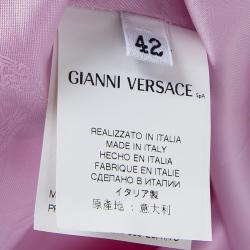 42
GIANNI VERSACE SpA
REALIZZATO IN ITALIA
MADE IN ITALY
HECHO EN ITALIA
FABRIQUE EN ITALIE
СДЕЛАНО В ИТАЛИИ
イタリア製
原產地：意大利